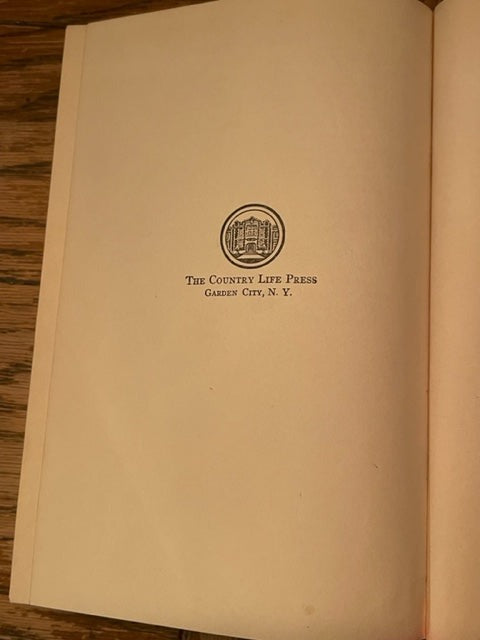 The Country Life Press
Garden City, N. Y.